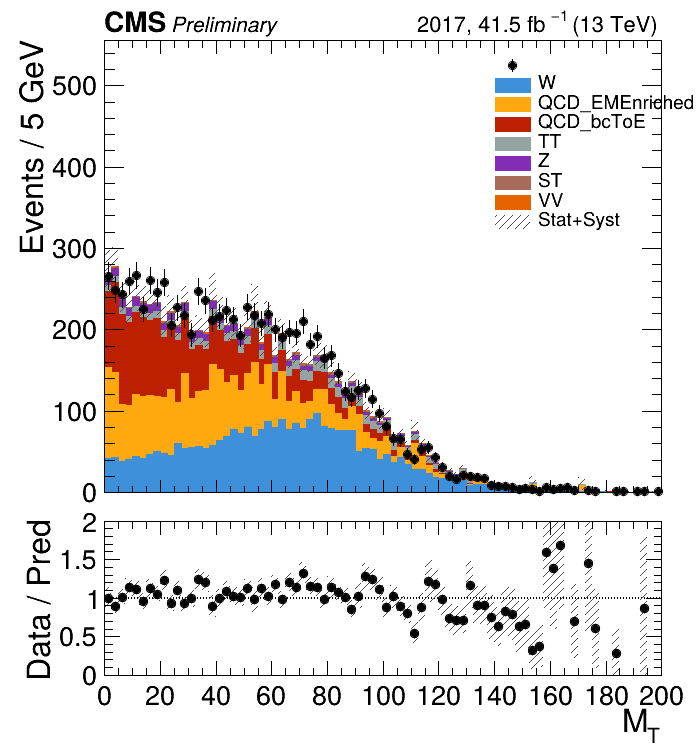 CMS Preliminary 2017, 41.5 fb⁻¹ (13 TeV)
Events / 5 GeV
500
400
300
200
100
0
W
QCD_EMEnriched
QCD_bcToE
TT
Z
ST
VV
Stat+Syst
Data / Pred
2
1.5
1
0.5
0
0 20 40 60 80 100 120 140 160 180 200
M_T